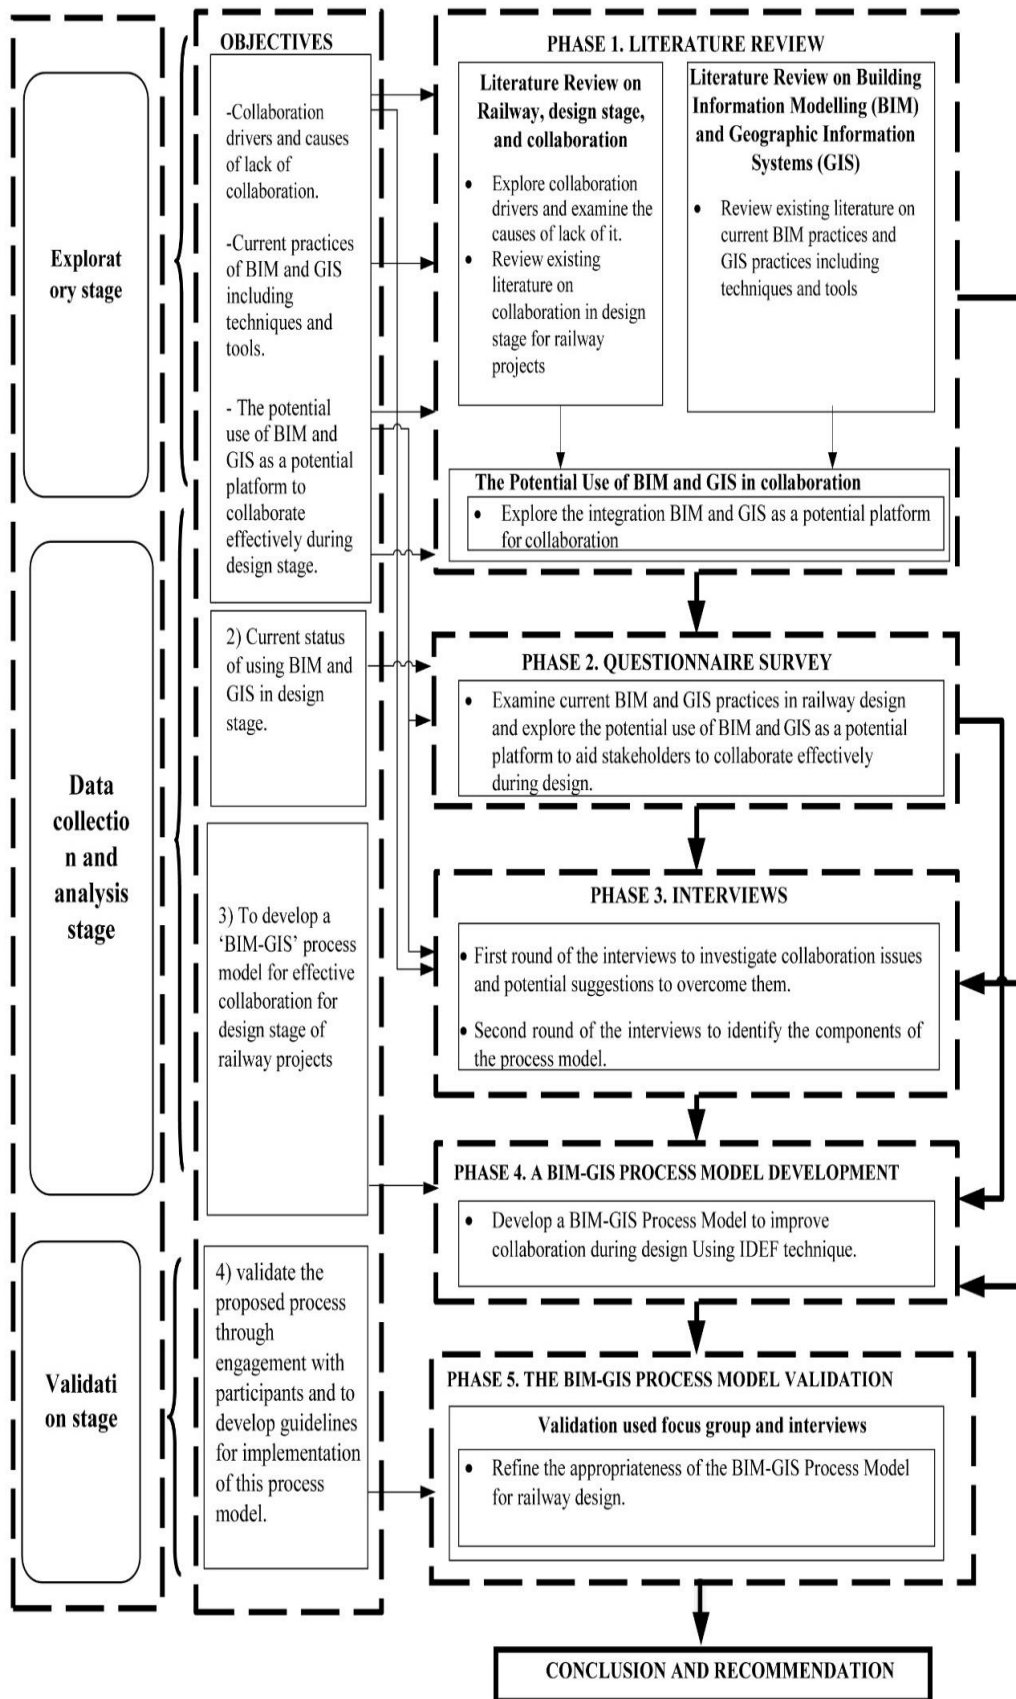 Explorat
ory stage
Data
collectio
n and
analysis
stage
Validati
on stage
OBJECTIVES
-Collaboration
drivers and causes
of lack of
collaboration.
-Current practices
of BIM and GIS
including
techniques and
tools.
- The potential
use of BIM and
GIS as a potential
platform to
collaborate
effectively during
design stage.
2) Current status
of using BIM and
GIS in design
stage.
3) To develop a
‘BIM-GIS’ process
model for effective
collaboration for
design stage of
railway projects
4) validate the
proposed process
through
engagement with
participants and to
develop guidelines
for implementation
of this process
model.
PHASE 1. LITERATURE REVIEW
Literature Review on
Railway, design stage,
and collaboration
• Explore collaboration
drivers and examine the
causes of lack of it.
• Review existing
literature on
collaboration in design
stage for railway
projects
Literature Review on Building
Information Modelling (BIM)
and Geographic Information
Systems (GIS)
• Review existing literature on
current BIM practices and
GIS practices including
techniques and tools
The Potential Use of BIM and GIS in collaboration
• Explore the integration BIM and GIS as a potential platform
for collaboration
PHASE 2. QUESTIONNAIRE SURVEY
• Examine current BIM and GIS practices in railway design
and explore the potential use of BIM and GIS as a potential
platform to aid stakeholders to collaborate effectively
during design.
PHASE 3. INTERVIEWS
• First round of the interviews to investigate collaboration issues
and potential suggestions to overcome them.
• Second round of the interviews to identify the components of
the process model.
PHASE 4. A BIM-GIS PROCESS MODEL DEVELOPMENT
• Develop a BIM-GIS Process Model to improve
collaboration during design Using IDEF technique.
PHASE 5. THE BIM-GIS PROCESS MODEL VALIDATION
Validation used focus group and interviews
• Refine the appropriateness of the BIM-GIS Process Model
for railway design.
CONCLUSION AND RECOMMENDATION